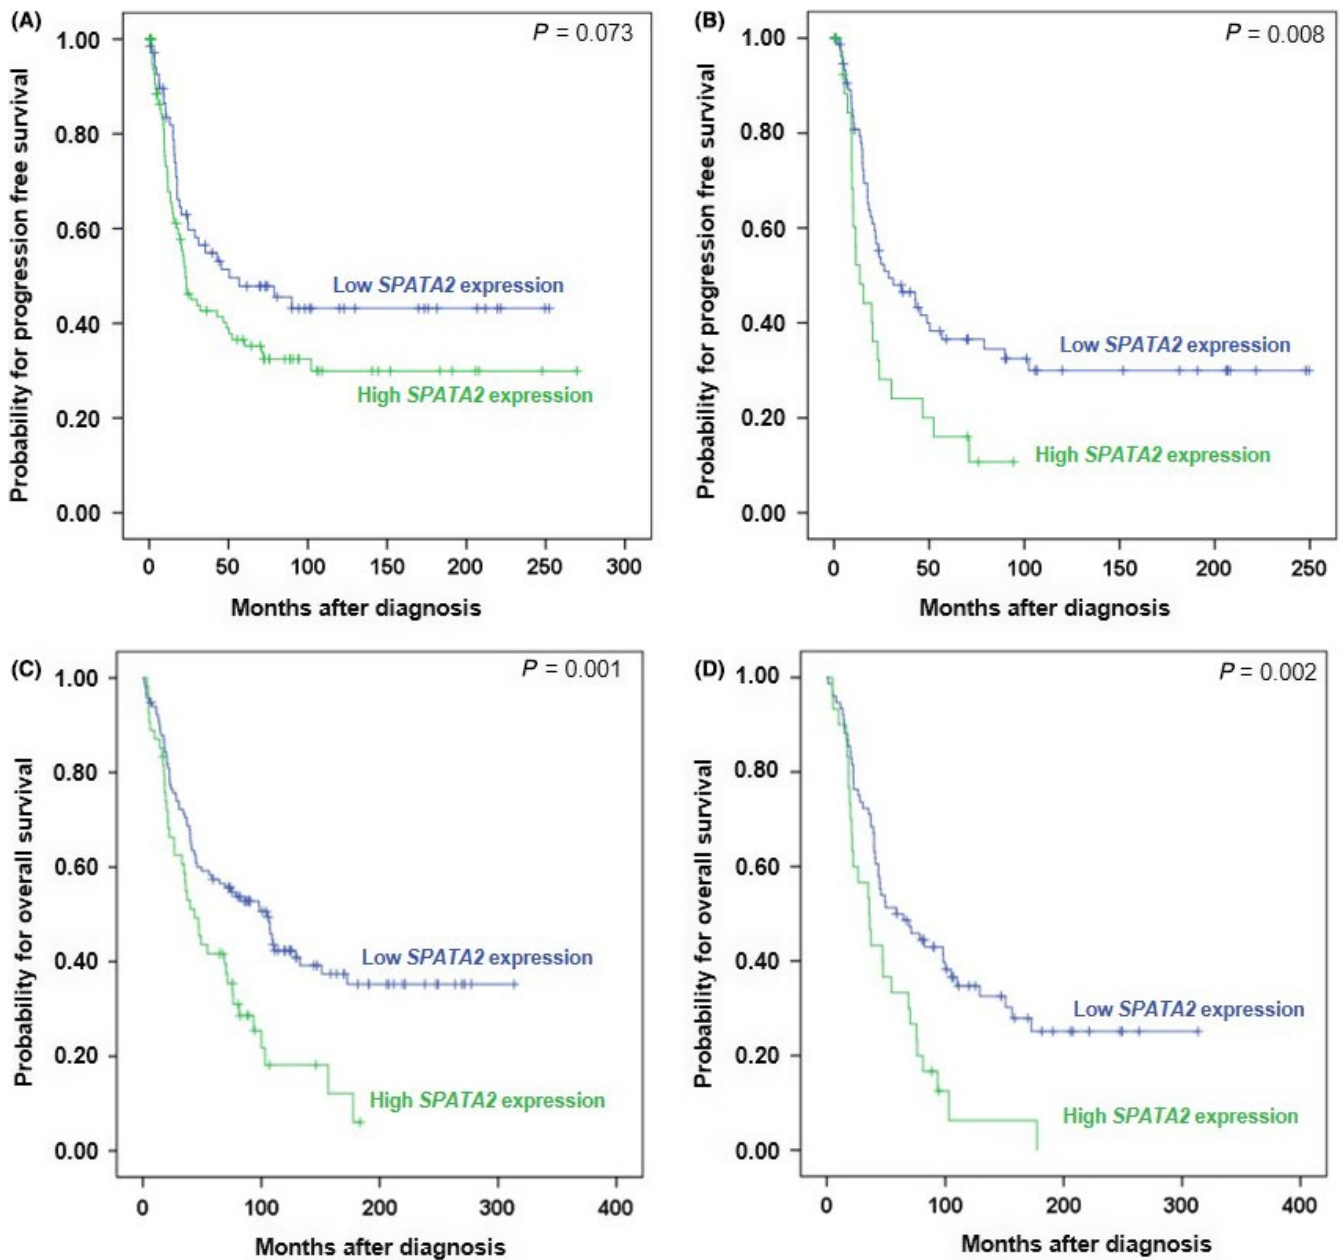 (A)
P = 0.073
Probability for progression free survival
1.00
0.80
0.60
0.40
0.20
0.00
Low SPATA2 expression
High SPATA2 expression
0 50 100 150 200 250 300
Months after diagnosis
(B)
P = 0.008
Probability for progression free survival
1.00
0.80
0.60
0.40
0.20
0.00
Low SPATA2 expression
High SPATA2 expression
0 50 100 150 200 250
Months after diagnosis
(C)
P = 0.001
Probability for overall survival
1.00
0.80
0.60
0.40
0.20
0.00
Low SPATA2 expression
High SPATA2 expression
0 100 200 300 400
Months after diagnosis
(D)
P = 0.002
Probability for overall survival
1.00
0.80
0.60
0.40
0.20
0.00
Low SPATA2 expression
High SPATA2 expression
0 100 200 300 400
Months after diagnosis